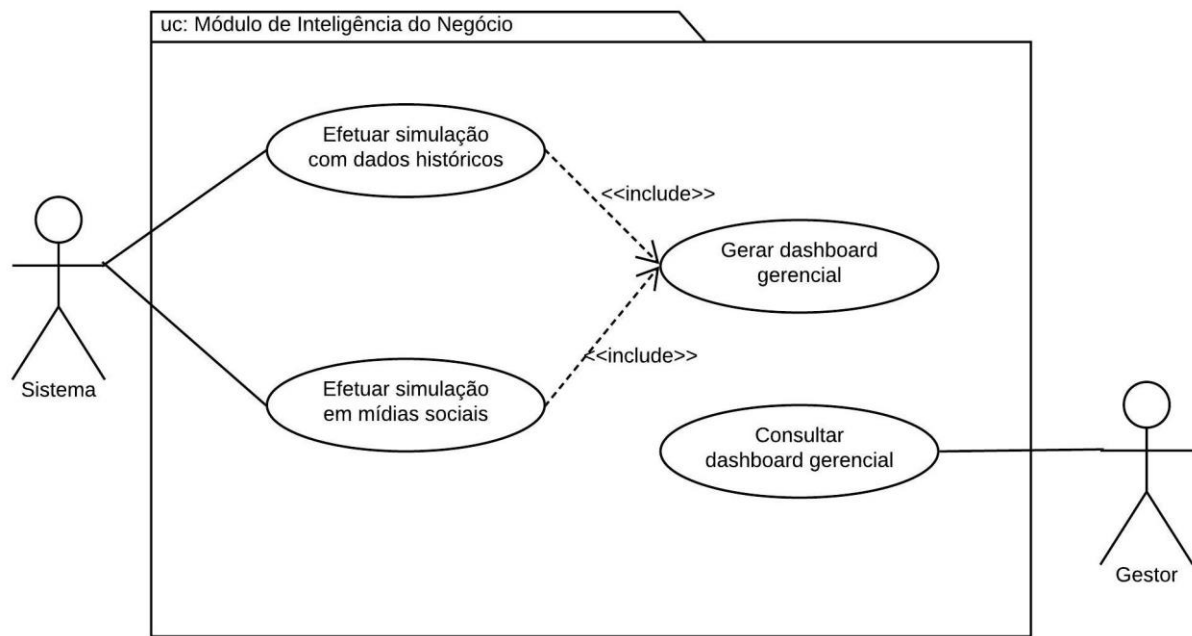 uc: Módulo de Inteligência do Negócio
Efetuar simulação
com dados históricos
<<include>>
Gerar dashboard
gerencial
<<include>>
Sistema
Efetuar simulação
em mídias sociais
Consultar
dashboard gerencial
Gestor